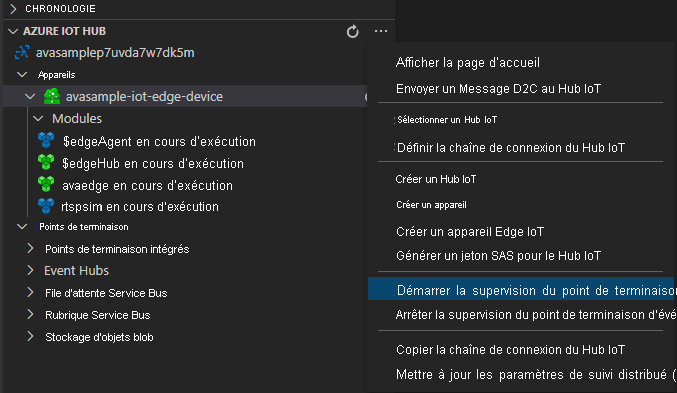 CHRONOLOGIE
AZURE IOT HUB
avasamplep7uvda7w7dk5m
Appareils
avasample-iot-edge-device
Modules
$edgeAgent en cours d'exécution
$edgeHub en cours d'exécution
avaedge en cours d'exécution
rtspsim en cours d'exécution
Points de terminaison
Points de terminaison intégrés
Event Hubs
File d'attente Service Bus
Rubrique Service Bus
Stockage d'objets blob
Afficher la page d'accueil
Envoyer un Message D2C au Hub IoT
Sélectionner un Hub IoT
Définir la chaîne de connexion du Hub IoT
Créer un Hub IoT
Créer un appareil
Créer un appareil Edge IoT
Générer un jeton SAS pour le Hub IoT
Démarrer la supervision du point de terminaiso
Arrêter la supervision du point de terminaison d'évé
Copier la chaîne de connexion du Hub IoT
Mettre à jour les paramètres de suivi distribué (